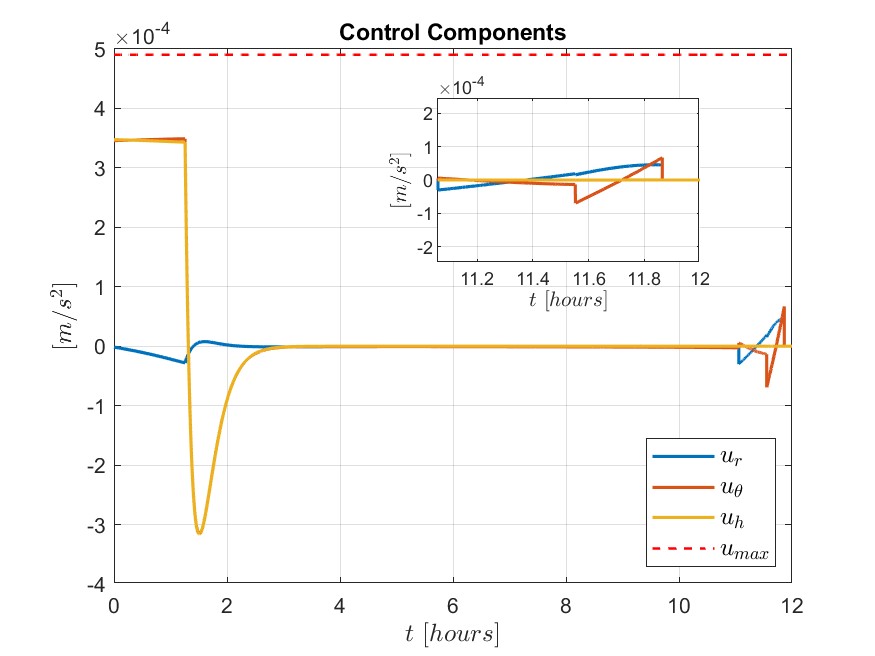 Control Components
×10⁻⁴
5
4
3
2
1
0
-1
-2
-3
-4
[m/s²]
0 2 4 6 8 10 12
t [hours]
×10⁻⁴
2
1
0
-1
-2
[m/s²]
11.2 11.4 11.6 11.8 12
t [hours]
u_r
u_θ
u_h
u_max